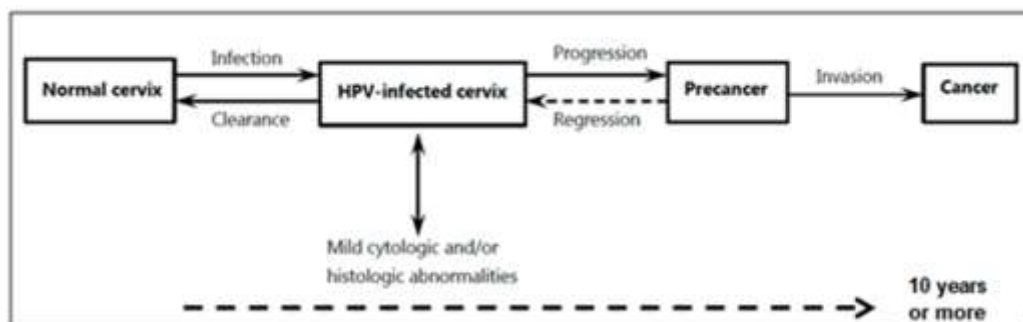 Infection
Progression
Invasion
Normal cervix
HPV-infected cervix
Precancer
Cancer
Clearance
Regression
Mild cytologic and/or
histologic abnormalities
10 years
or more